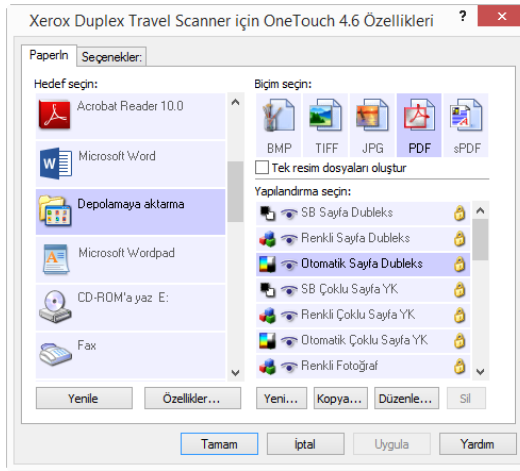 Xerox Duplex Travel Scanner için OneTouch 4.6 Özellikleri
PaperIn
Seçenekler:
Hedef seçin:
Acrobat Reader 10.0
Microsoft Word
Depolamaya aktarma
Microsoft Wordpad
CD-ROM'a yaz E:
Fax
Yenile
Özellikler...
Biçim seçin:
BMP TIFF JPG PDF sPDF
Tek resim dosyaları oluştur
Yapılandırma seçin:
SB Sayfa Dubleks
Renkli Sayfa Dubleks
Otomatik Sayfa Dubleks
SB Çoklu Sayfa YK
Renkli Çoklu Sayfa YK
Otomatik Çoklu Sayfa YK
Renkli Fotoğraf
Yeni... Kopya... Düzenle... Sil
Tamam İptal Uygula Yardım